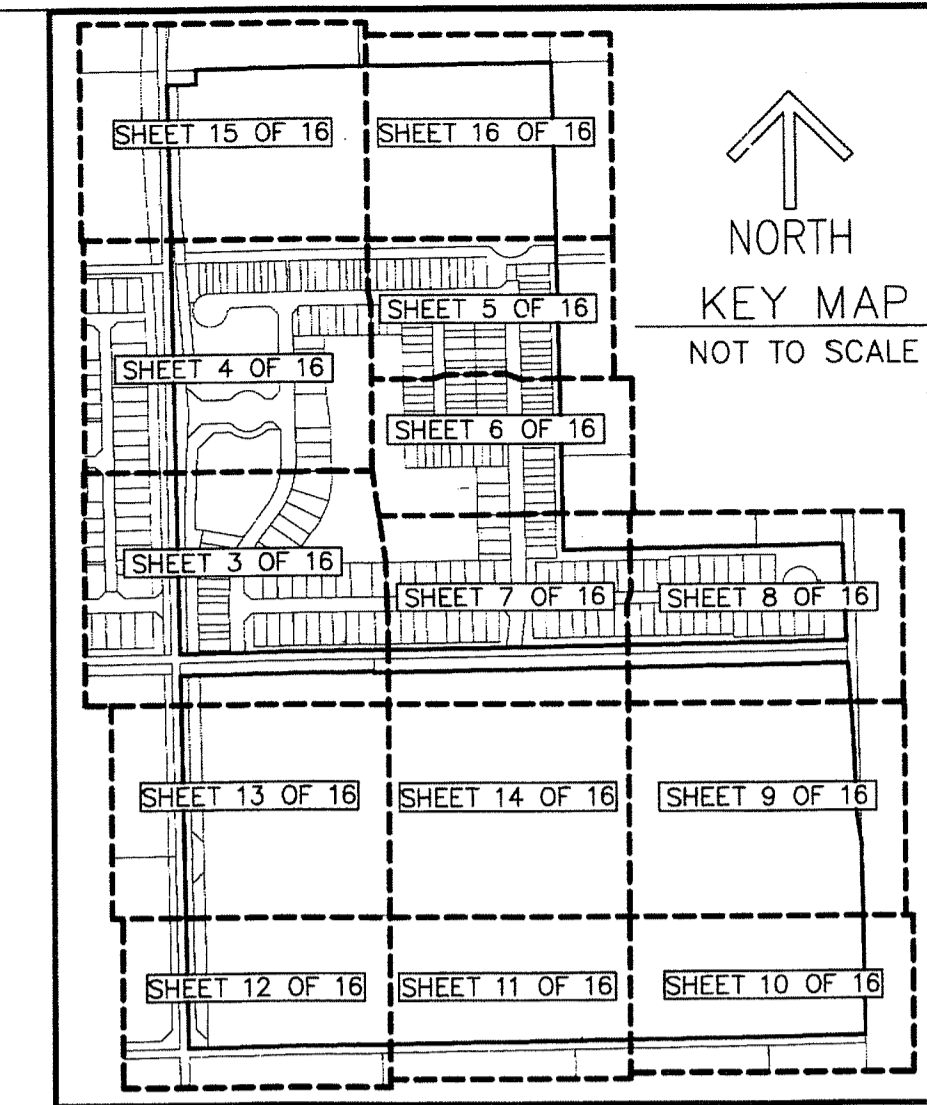 SHEET 15 OF 16
SHEET 16 OF 16
NORTH
KEY MAP
NOT TO SCALE
SHEET 5 OF 16
SHEET 4 OF 16
SHEET 6 OF 16
SHEET 3 OF 16
SHEET 7 OF 16
SHEET 8 OF 16
SHEET 13 OF 16
SHEET 14 OF 16
SHEET 9 OF 16
SHEET 12 OF 16
SHEET 11 OF 16
SHEET 10 OF 16